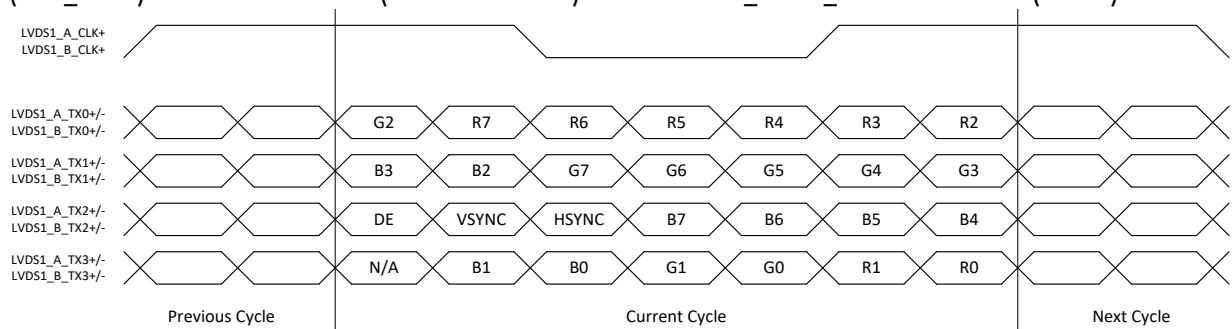 LVDS1_A_CLK+
LVDS1_B_CLK+
LVDS1_A_TX0+/-
LVDS1_B_TX0+/-
G2 R7 R6 R5 R4 R3 R2
LVDS1_A_TX1+/-
LVDS1_B_TX1+/-
B3 B2 G7 G6 G5 G4 G3
LVDS1_A_TX2+/-
LVDS1_B_TX2+/-
DE VSYNC HSYNC B7 B6 B5 B4
LVDS1_A_TX3+/-
LVDS1_B_TX3+/-
N/A B1 B0 G1 G0 R1 R0
Previous Cycle Current Cycle Next Cycle